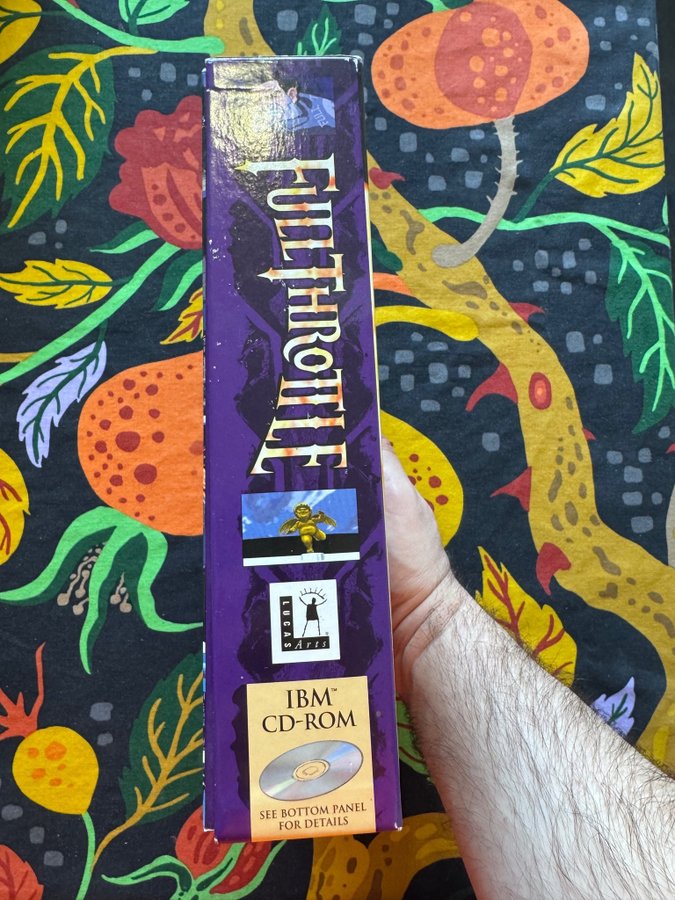 FULL THROTTLE
LUCAS
Arts
IBM™
CD-ROM
SEE BOTTOM PANEL
FOR DETAILS